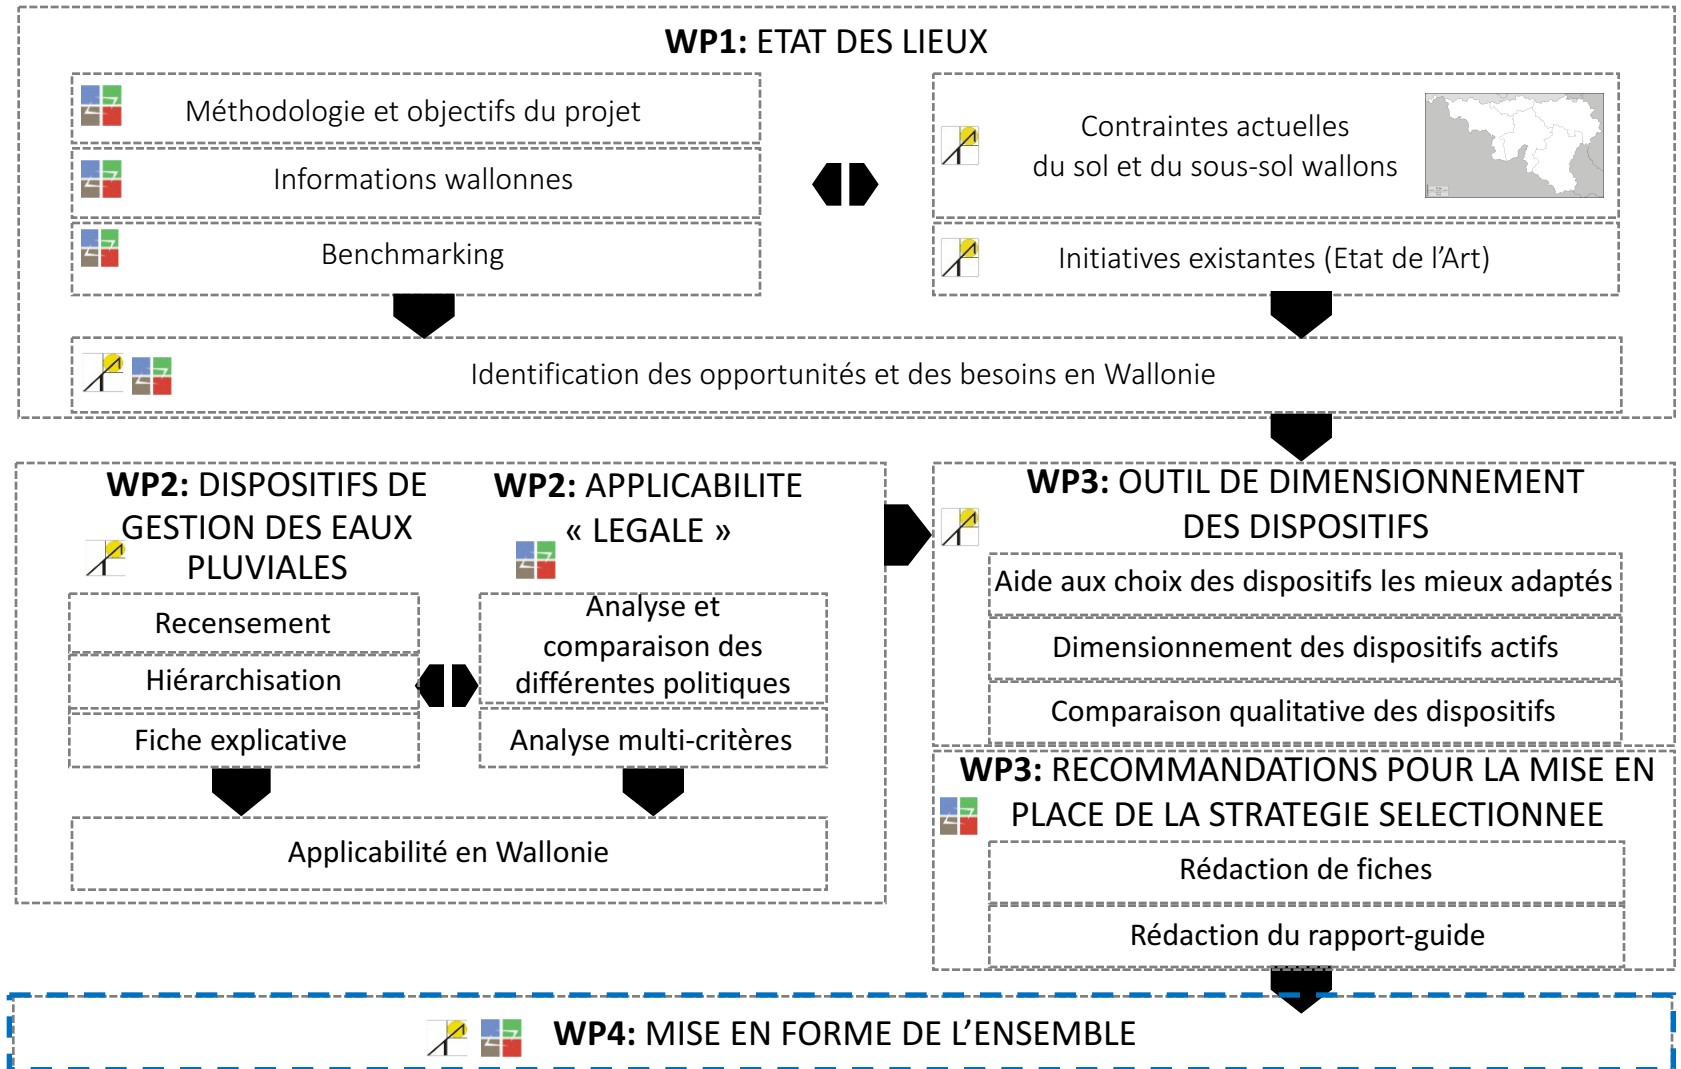 WP1: ETAT DES LIEUX
Méthodologie et objectifs du projet
Informations wallonnes
Benchmarking
Contraintes actuelles
du sol et du sous-sol wallons
Initiatives existantes (Etat de l’Art)
Identification des opportunités et des besoins en Wallonie
WP2: DISPOSITIFS DE
GESTION DES EAUX
PLUVIALES
Recensement
Hiérarchisation
Fiche explicative
WP2: APPLICABILITE
« LEGALE »
Analyse et
comparaison des
différentes politiques
Analyse multi-critères
Applicabilité en Wallonie
WP3: OUTIL DE DIMENSIONNEMENT
DES DISPOSITIFS
Aide aux choix des dispositifs les mieux adaptés
Dimensionnement des dispositifs actifs
Comparaison qualitative des dispositifs
WP3: RECOMMANDATIONS POUR LA MISE EN
PLACE DE LA STRATEGIE SELECTIONNEE
Rédaction de fiches
Rédaction du rapport-guide
WP4: MISE EN FORME DE L’ENSEMBLE